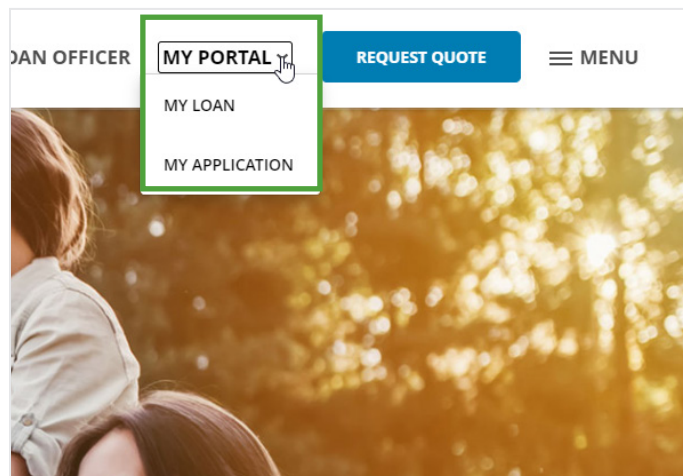 OAN OFFICER MY PORTAL REQUEST QUOTE MENU
MY LOAN
MY APPLICATION